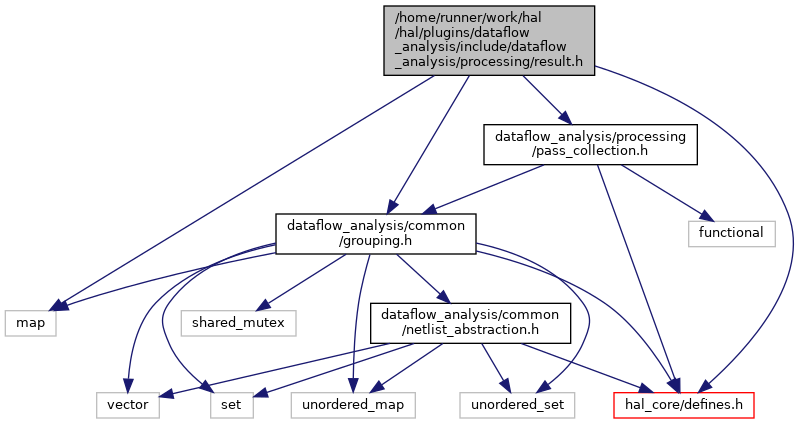 /home/runner/work/hal
/hal/plugins/dataflow
_analysis/include/dataflow
_analysis/processing/result.h
dataflow_analysis/processing
/pass_collection.h
dataflow_analysis/common
/grouping.h
functional
map
shared_mutex
dataflow_analysis/common
/netlist_abstraction.h
vector
set
unordered_map
unordered_set
hal_core/defines.h